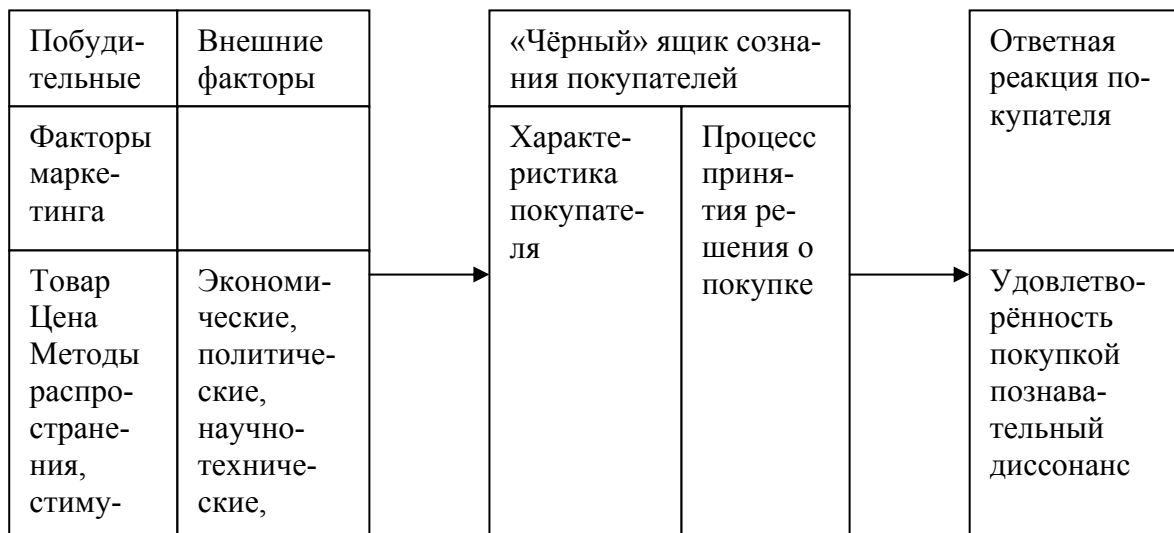 Побуди-
тельные
Внешние
факторы
Факторы
марке-
тинга
Товар
Цена
Методы
распро-
стране-
ния,
стиму-
Экономи-
ческие,
политиче-
ские,
научно-
техниче-
ские,
«Чёрный» ящик созна-
ния покупателей
Характе-
ристика
покупате-
ля
Процесс
приня-
тия ре-
шения о
покупке
Ответная
реакция по-
купателя
Удовлетво-
рённость
покупкой
познава-
тельный
диссонанс